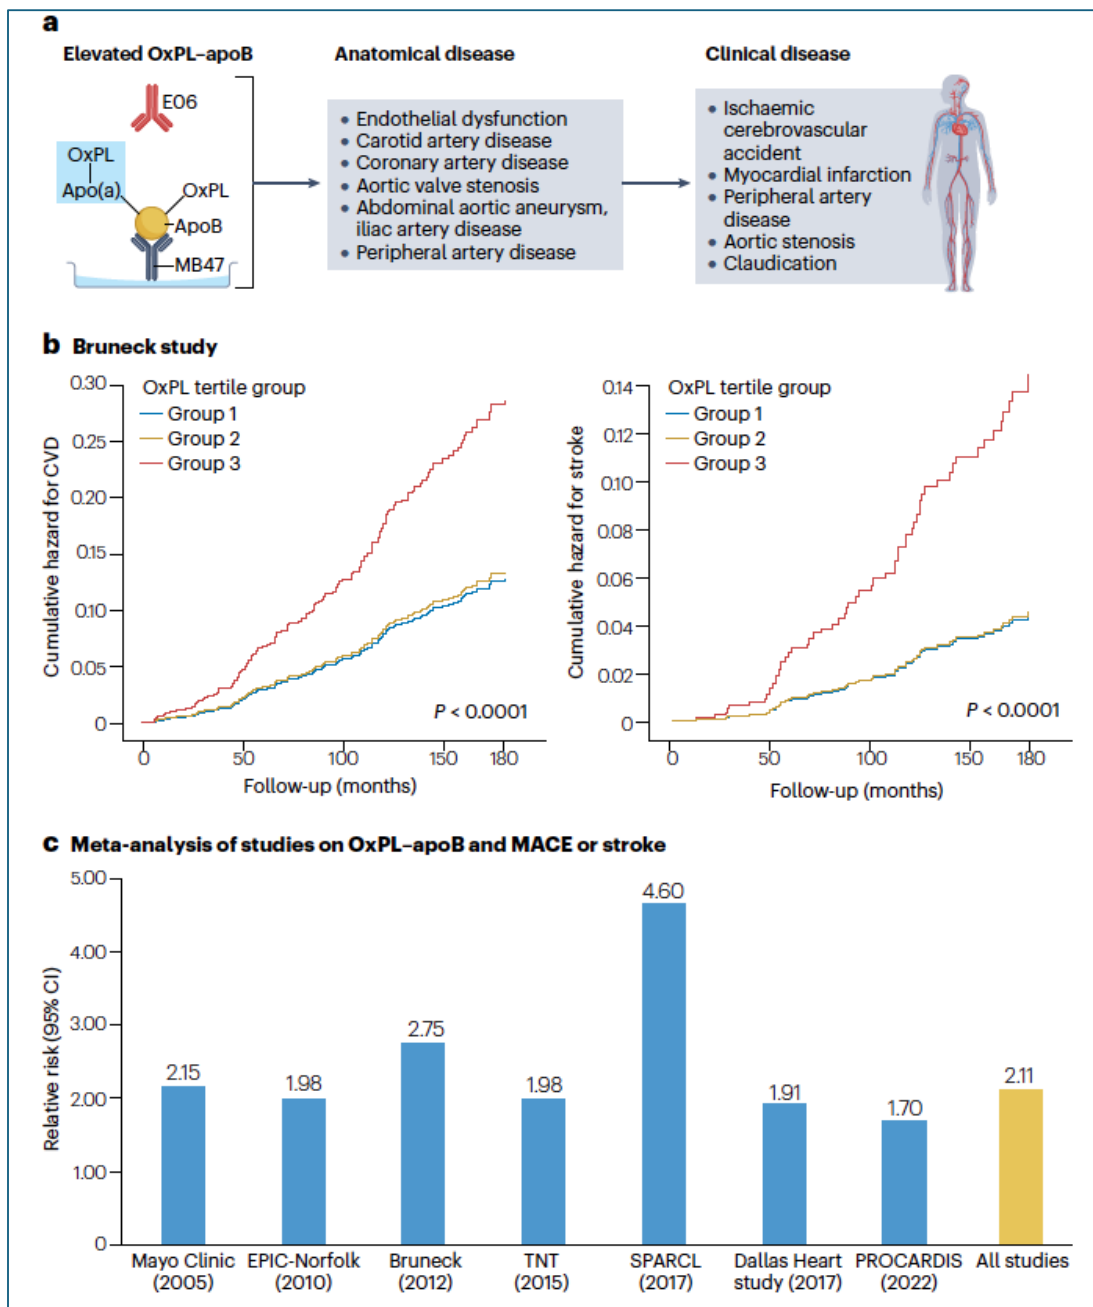 a
Elevated OxPL–apoB
E06
OxPL
Apo(a)
OxPL
ApoB
MB47
Anatomical disease
• Endothelial dysfunction
• Carotid artery disease
• Coronary artery disease
• Aortic valve stenosis
• Abdominal aortic aneurysm,
iliac artery disease
• Peripheral artery disease
Clinical disease
• Ischaemic
cerebrovascular
accident
• Myocardial infarction
• Peripheral artery
disease
• Aortic stenosis
• Claudication
b Bruneck study
Cumulative hazard for CVD
0.30
0.25
0.20
0.15
0.10
0.05
0
OxPL tertile group
Group 1
Group 2
Group 3
P < 0.0001
0 50 100 150 180
Follow-up (months)
Cumulative hazard for stroke
0.14
0.12
0.10
0.08
0.06
0.04
0.02
0
OxPL tertile group
Group 1
Group 2
Group 3
P < 0.0001
0 50 100 150 180
Follow-up (months)
c Meta-analysis of studies on OxPL–apoB and MACE or stroke
Relative risk (95% CI)
5.00
4.00
3.00
2.00
1.00
0
2.15
1.98
2.75
1.98
4.60
1.91
1.70
2.11
Mayo Clinic
(2005)
EPIC-Norfolk
(2010)
Bruneck
(2012)
TNT
(2015)
SPARCL
(2017)
Dallas Heart
study (2017)
PROCARDIS
(2022)
All studies